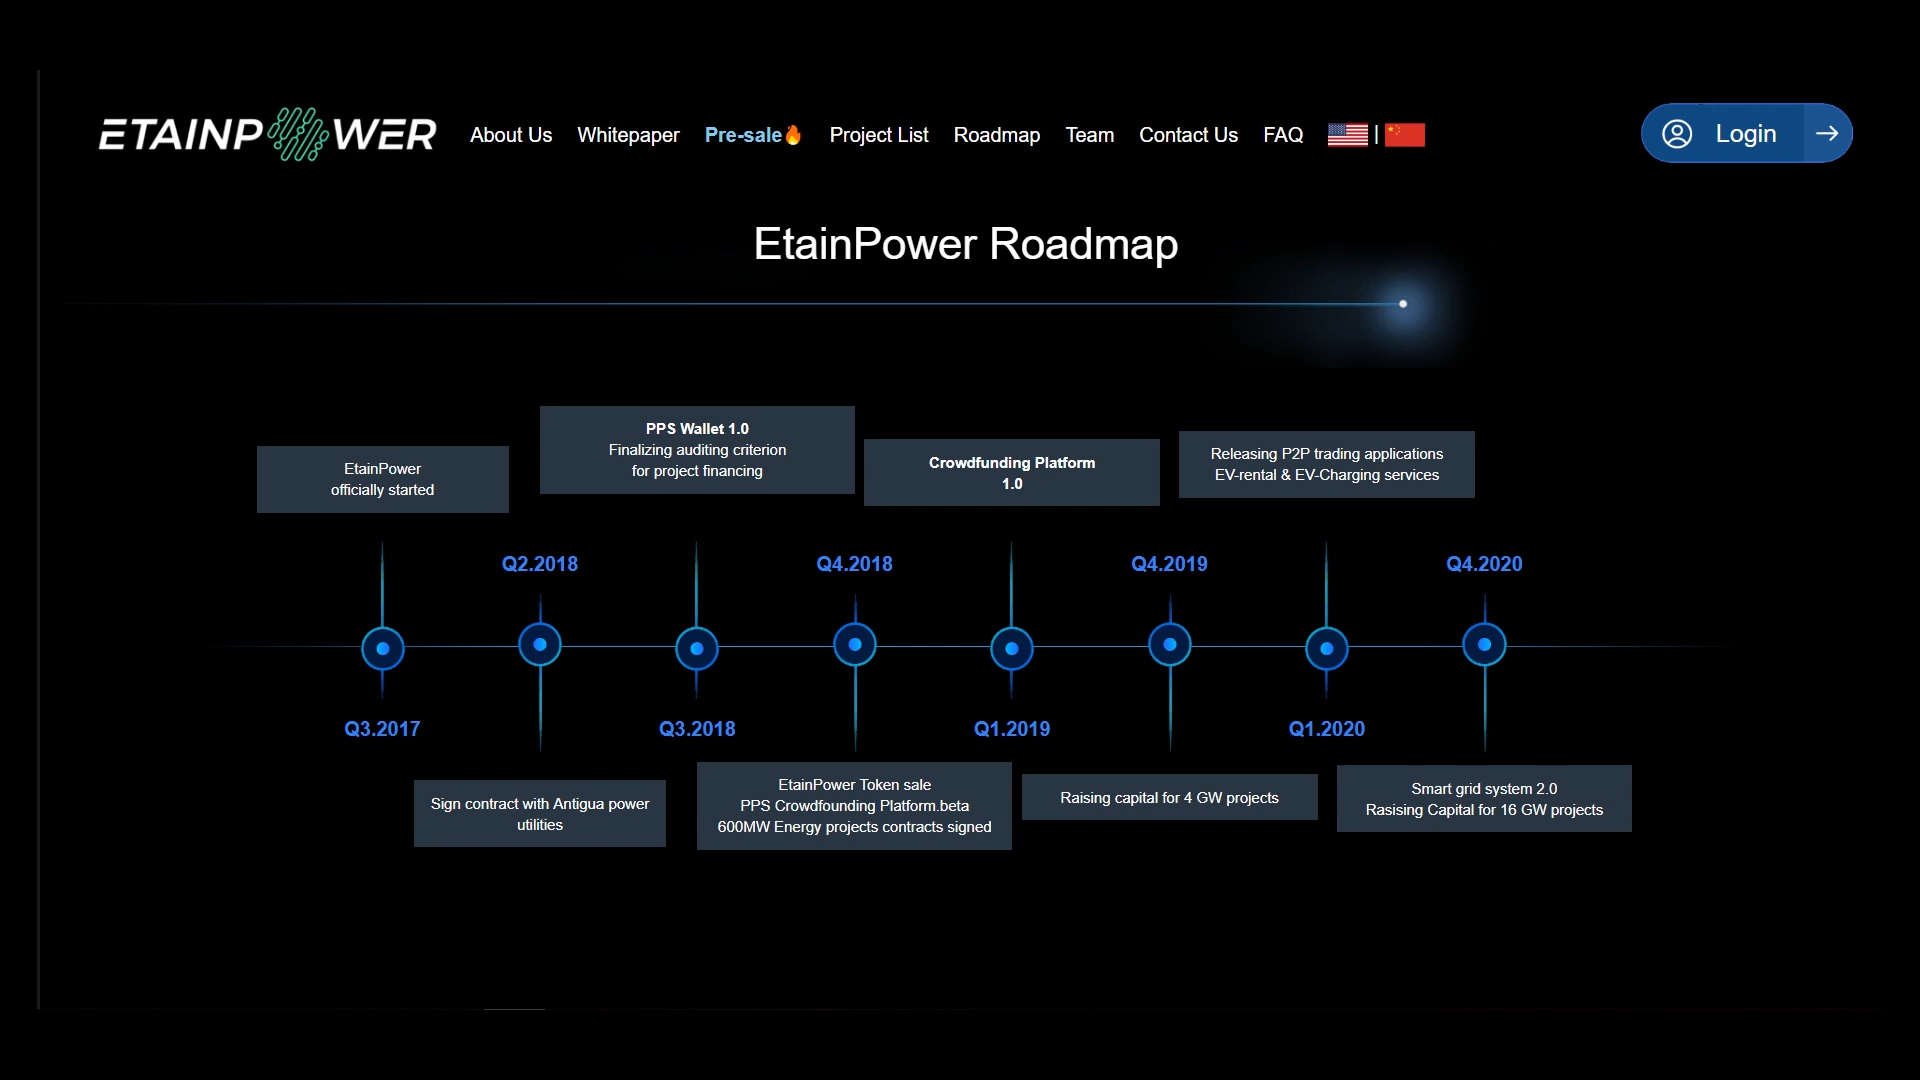 ETAINPOWER
About Us
Whitepaper
Pre-sale🔥
Project List
Roadmap
Team
Contact Us
FAQ
|
Login
EtainPower Roadmap
EtainPower
officially started
PPS Wallet 1.0
Finalizing auditing criterion
for project financing
Crowdfunding Platform
1.0
Releasing P2P trading applications
EV-rental & EV-Charging services
Q2.2018
Q4.2018
Q4.2019
Q4.2020
Q3.2017
Q3.2018
Q1.2019
Q1.2020
Sign contract with Antigua power
utilities
EtainPower Token sale
PPS Crowdfounding Platform.beta
600MW Energy projects contracts signed
Raising capital for 4 GW projects
Smart grid system 2.0
Rasising Capital for 16 GW projects